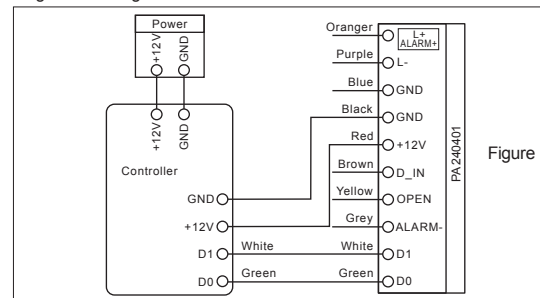 Power
+12V GND
+12V GND
Controller
GND
+12V
D1 White
D0 Green
Oranger L+
ALARM+
Purple L-
Blue GND
Black GND
Red +12V
Brown D_IN
Yellow OPEN
Grey ALARM-
White D1
Green D0
PA 240401
Figure